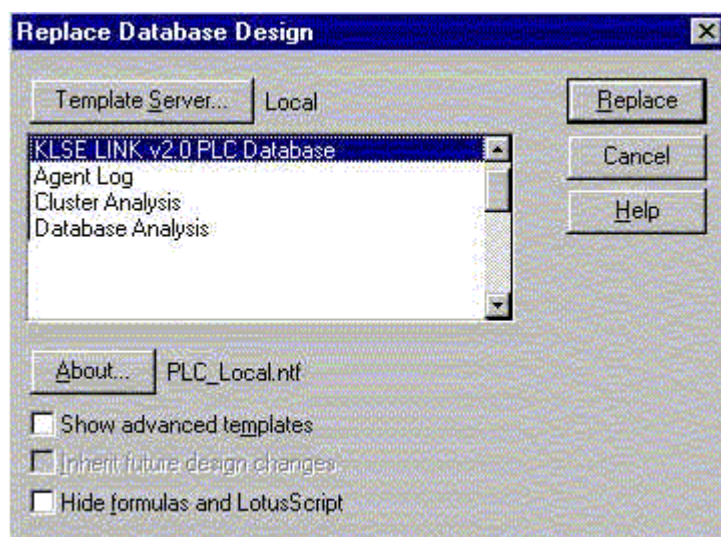 Replace Database Design
Template Server... Local
Replace
KLSE LINK v2.0 PLC Database
Agent Log
Cluster Analysis
Database Analysis
Cancel
Help
About... PLC_Local.ntf
Show advanced templates
Inherit future design changes
Hide formulas and LotusScript